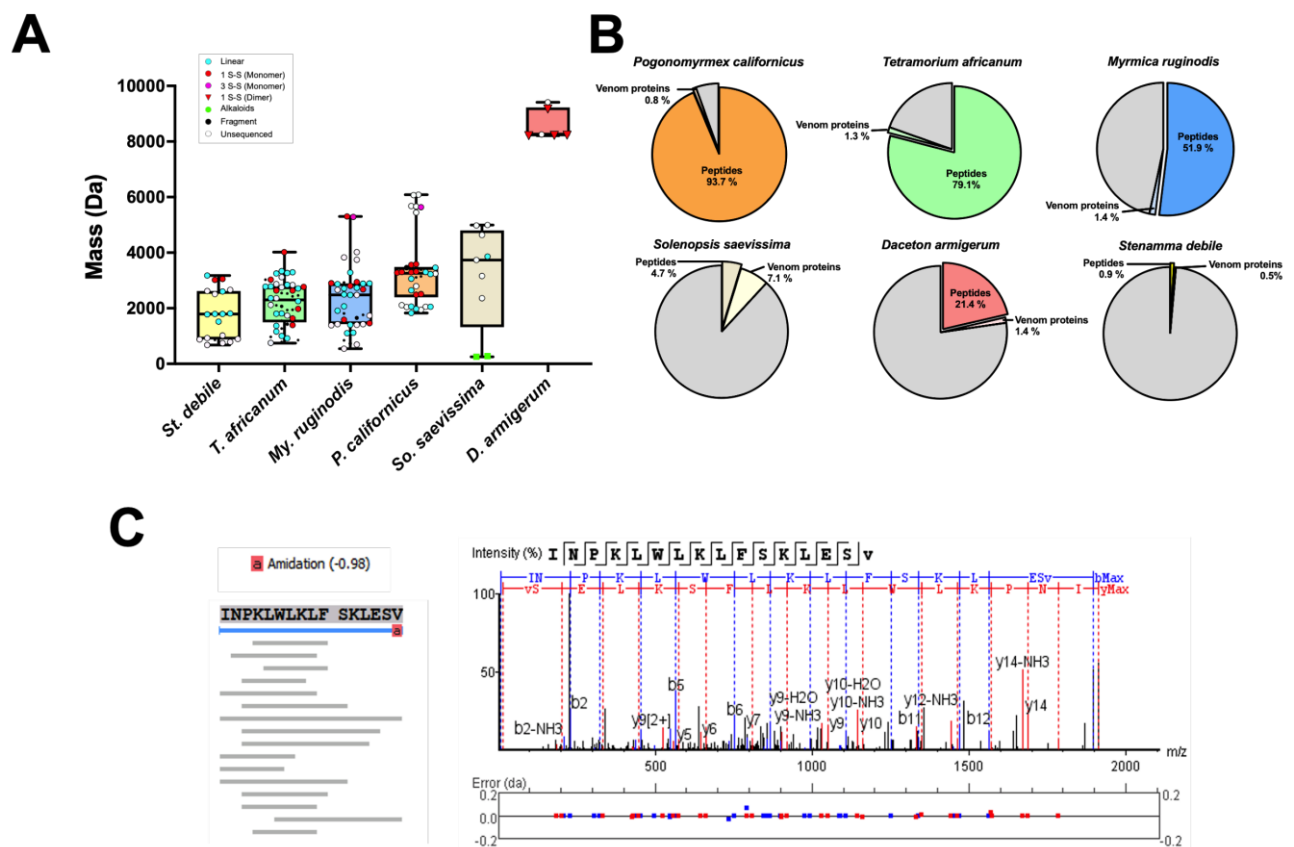 A
Linear
1 S-S (Monomer)
3 S-S (Monomer)
1 S-S (Dimer)
Alkaloids
Fragment
Unsequenced
Mass (Da)
10000
8000
6000
4000
2000
0
St. debile
T. africanum
My. ruginodis
P. californicus
So. saevissima
D. armigerum
B
Pogonomyrmex californicus
Venom proteins
0.8 %
Peptides
93.7 %
Tetramorium africanum
Venom proteins
1.3 %
Peptides
79.1%
Myrmica ruginodis
Peptides
51.9 %
Venom proteins
1.4 %
Solenopsis saevissima
Peptides
4.7 %
Venom proteins
7.1 %
Daceton armigerum
Peptides
21.4 %
Venom proteins
1.4 %
Stenamma debile
Peptides
0.9 %
Venom proteins
0.5%
C
a Amidation (-0.98)
INPKLWLKLF SKLESV
a
Intensity (%) I N P K L W L K L F S K L E S v
IN P K L W L K L F S K L ESv bMax
vS E L K S F L K L W L K P N I yMax
100
50
b2-NH3
b2
y9[2+]
b5
y5
y6
b6
y7
y9-H2O
y9-NH3
y10-H2O
y10-NH3
y9
y10
y12-NH3
b11
b12
y14-NH3
y14
m/z
500
1000
1500
2000
Error (da)
0.2
0.0
-0.2
0.2
0.0
-0.2